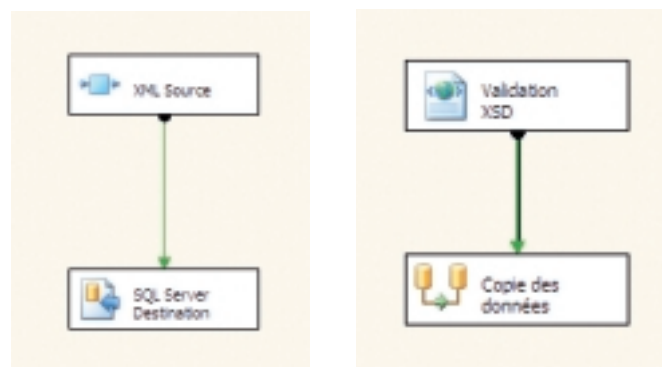 XML Source
SQL Server
Destination
Validation
XSD
Copie des
données